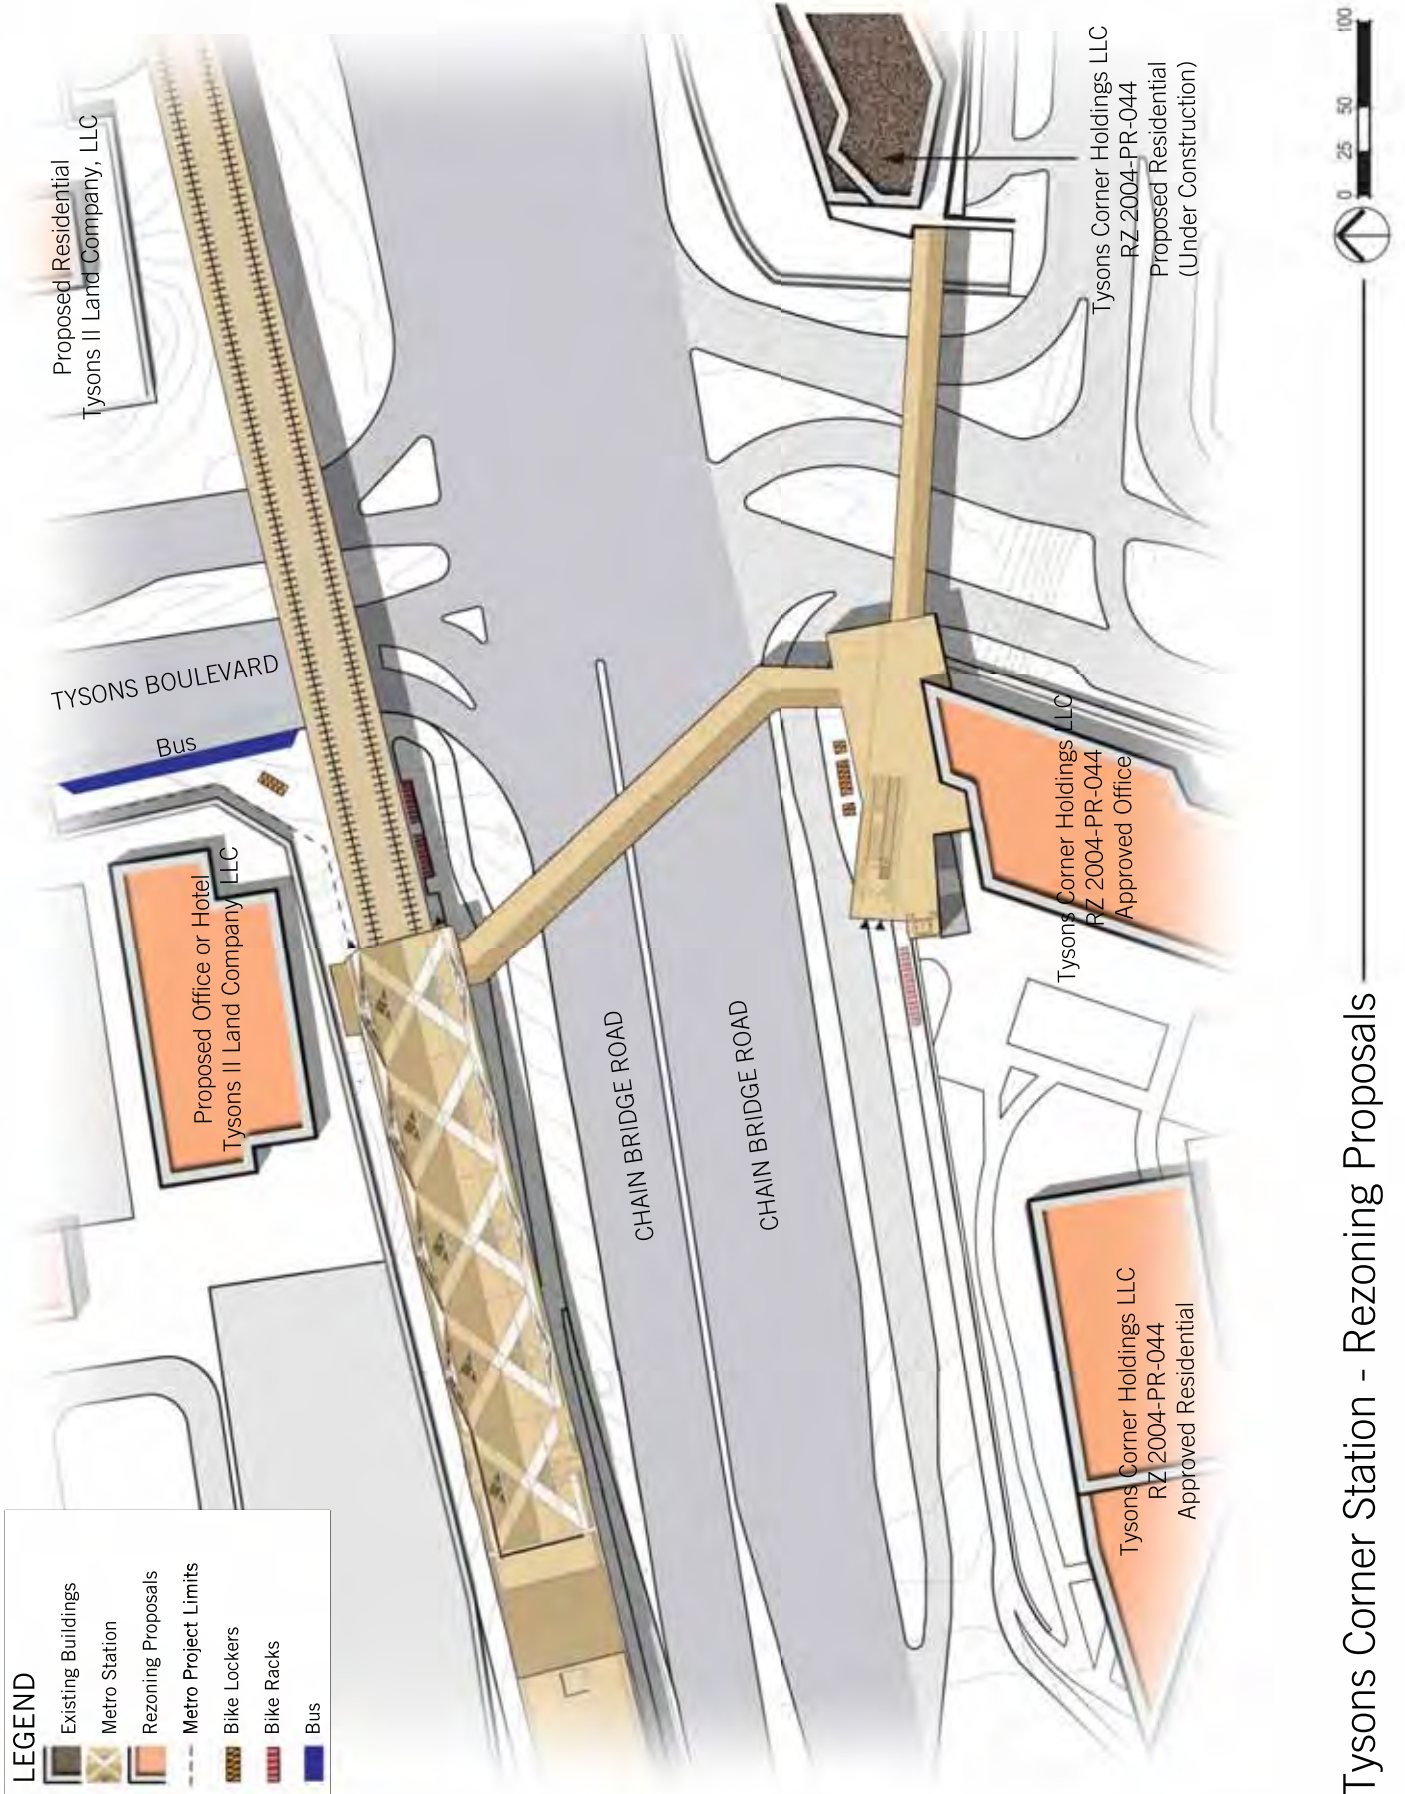 LEGEND
Existing Buildings
Metro Station
Rezoning Proposals
Metro Project Limits
Bike Lockers
Bike Racks
Bus
Proposed Office or Hotel
Tysons II Land Company, LLC
Bus
TYSONS BOULEVARD
Proposed Residential
Tysons II Land Company, LLC
CHAIN BRIDGE ROAD
CHAIN BRIDGE ROAD
Tysons Corner Holdings LLC
RZ 2004-PR-044
Approved Residential
Tysons Corner Holdings LLC
RZ 2004-PR-044
Approved Office
Tysons Corner Holdings LLC
RZ 2004-PR-044
Proposed Residential
(Under Construction)
Tysons Corner Station - Rezoning Proposals
0 25 50 100